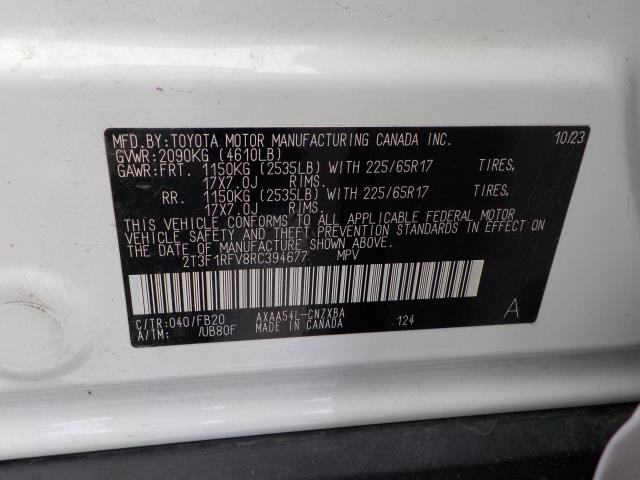 MFD.BY:TOYOTA MOTOR MANUFACTURING CANADA INC. 10/23
GVWR:2090KG (4610LB)
GAWR:FRT. 1150KG (2535LB) WITH 225/65R17 TIRES,
17X7.0J RIMS.
RR. 1150KG (2535LB) WITH 225/65R17 TIRES,
17X7.0J RIMS.
THIS VEHICLE CONFORMS TO ALL APPLICABLE FEDERAL MOTOR
VEHICLE SAFETY AND THEFT PREVENTION STANDARDS IN EFFECT ON
THE DATE OF MANUFACTURE SHOWN ABOVE.
2T3F1RFV8RC394677 MPV
C/TR:040/FB20 AXAA54L-CNZXBA 124 A
A/TM: /UB80F MADE IN CANADA